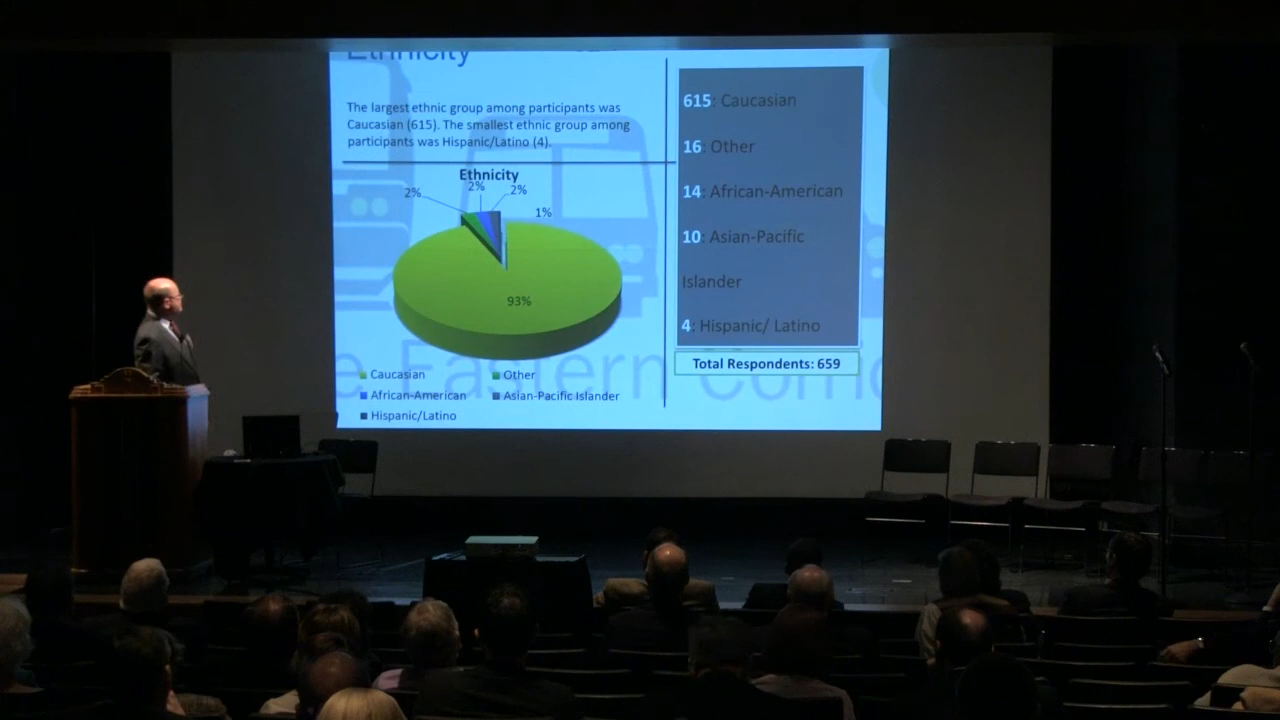 Ethnicity
The largest ethnic group among participants was
Caucasian (615). The smallest ethnic group among
participants was Hispanic/Latino (4).
Ethnicity
2%
2%
2%
1%
93%
Caucasian
Other
African-American
Asian-Pacific Islander
Hispanic/Latino
615: Caucasian
16: Other
14: African-American
10: Asian-Pacific
Islander
4: Hispanic/ Latino
Total Respondents: 659
e Eastern